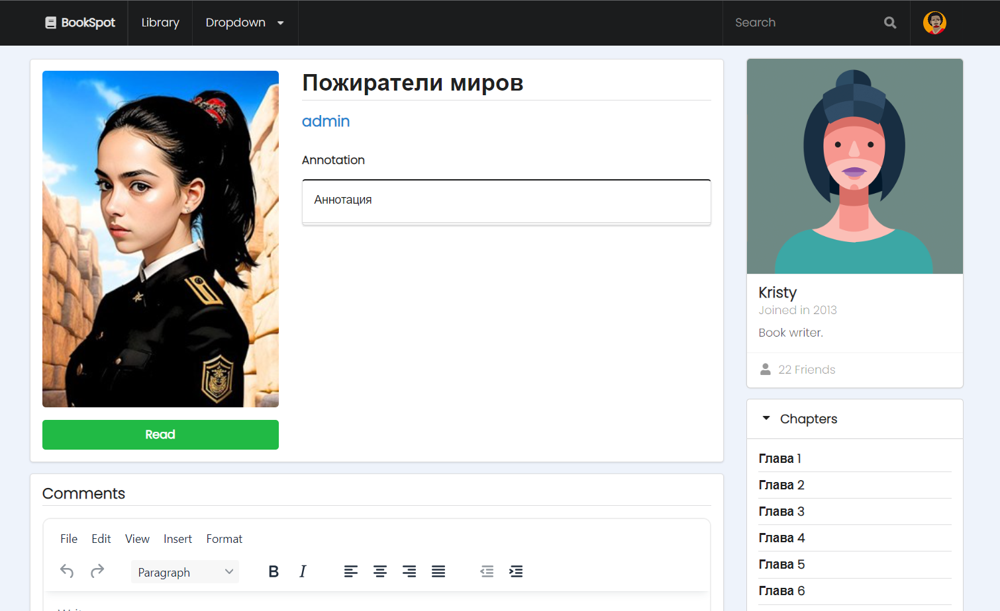 BookSpot Library Dropdown Search
Пожиратели миров
admin
Annotation
Аннотация
Read
Comments
File Edit View Insert Format
Paragraph B I
Kristy
Joined in 2013
Book writer.
22 Friends
Chapters
Глава 1
Глава 2
Глава 3
Глава 4
Глава 5
Глава 6